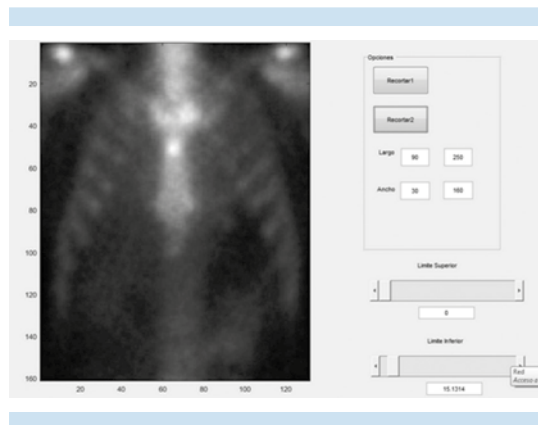 Opciones
Recortar1
Recortar2
Largo 90 250
Ancho 30 160
Limite Superior
0
Limite Inferior
15.1314
Red
20
40
60
80
100
120
140
160
20 40 60 80 100 120